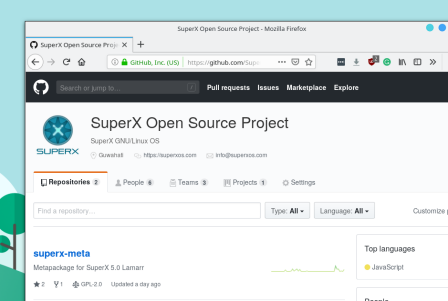 SuperX Open Source Project - Mozilla Firefox
SuperX Open Source Proje
GitHub, Inc. (US) https://github.com/Supe
Search or jump to... /
Pull requests Issues Marketplace Explore
SuperX Open Source Project
SuperX GNU/Linux OS
SUPERX
Guwahati https://superxos.com info@superxos.com
Repositories 2 People 6 Teams 3 Projects 1 Settings
Find a repository... Type: All Language: All Customize p
superx-meta
Metapackage for SuperX 5.0 Lamarr
2 1 GPL-2.0 Updated a day ago
Top languages
JavaScript
People